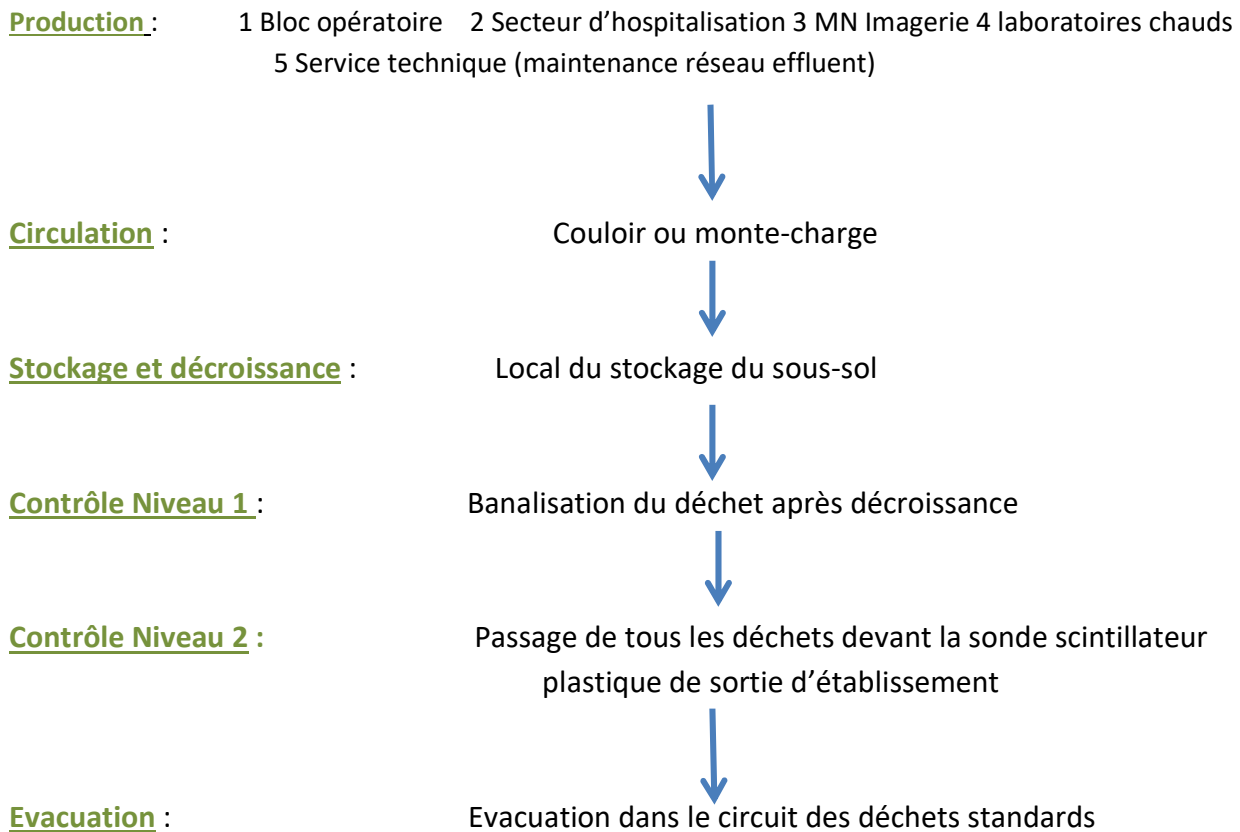 Production : 1 Bloc opératoire 2 Secteur d’hospitalisation 3 MN Imagerie 4 laboratoires chauds
5 Service technique (maintenance réseau effluent)
Circulation : Couloir ou monte-charge
Stockage et décroissance : Local du stockage du sous-sol
Contrôle Niveau 1 : Banalisation du déchet après décroissance
Contrôle Niveau 2 : Passage de tous les déchets devant la sonde scintillateur
plastique de sortie d’établissement
Evacuation : Evacuation dans le circuit des déchets standards